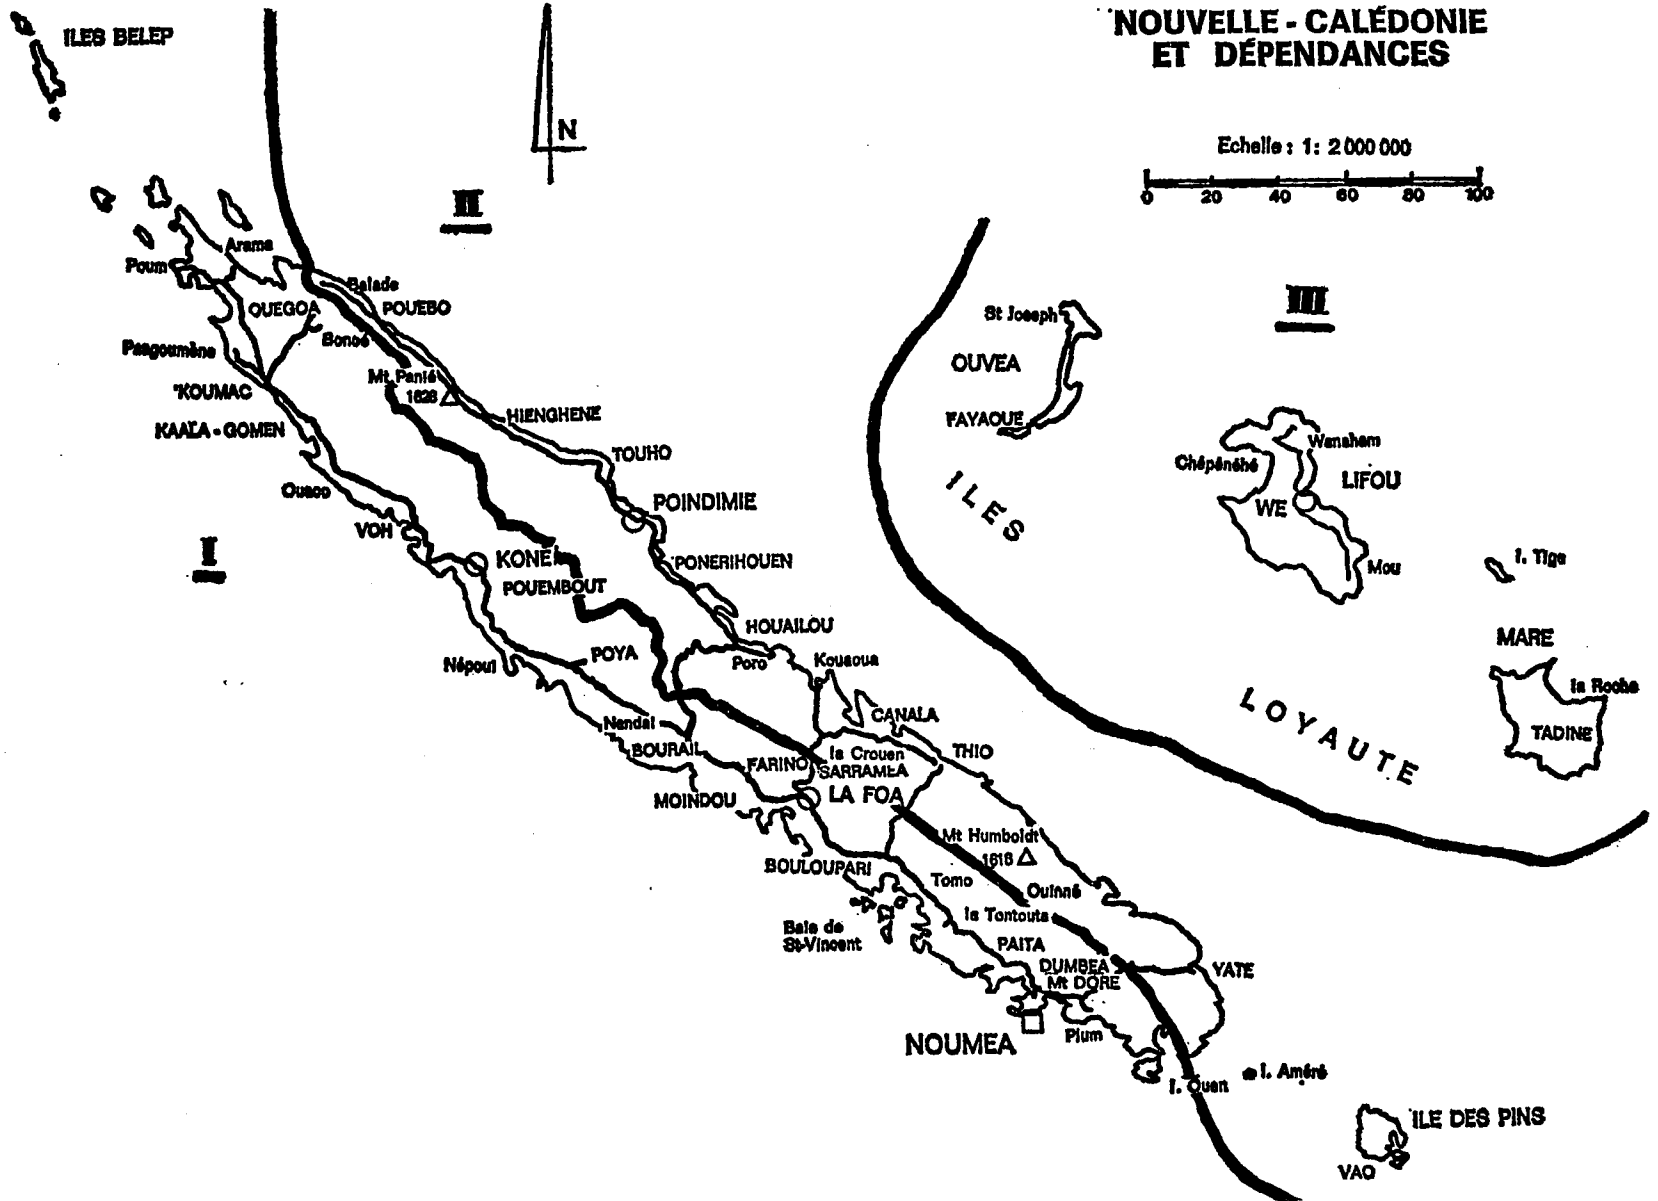 NOUVELLE - CALÉDONIE
ET DÉPENDANCES
Echelle : 1: 2 000 000
0 20 40 60 80 100
ILES BELEP
N
II
Arama
Poum
Balade
OUEGOA
POUEBO
Bondé
Paagoumène
Mt. Panié
1628
KOUMAC
KAALA - GOMEN
HIENGHENE
TOUHO
Ouaco
POINDIMIE
VOH
I
KONE
PONERIHOUEN
POUEMBOUT
HOUAILOU
POYA
Poro
Kouaoua
Népoui
CANALA
Nandaï
BOURAIL
la Crouen
THIO
FARINO
SARRAMEA
MOINDOU
LA FOA
Mt Humboldt
1618
BOULOUPARI
Tomo
Ouinné
la Tontouta
Baie de
St-Vincent
PAITA
DUMBEA
YATE
Mt DORE
NOUMEA
Plum
I. Ouen
I. Améré
ILE DES PINS
VAO
III
St Joseph
OUVEA
FAYAOUE
Wanaham
Chépénéhé
LIFOU
WE
Mou
I. Tiga
MARE
la Roche
TADINE
ILES
LOYAUTE